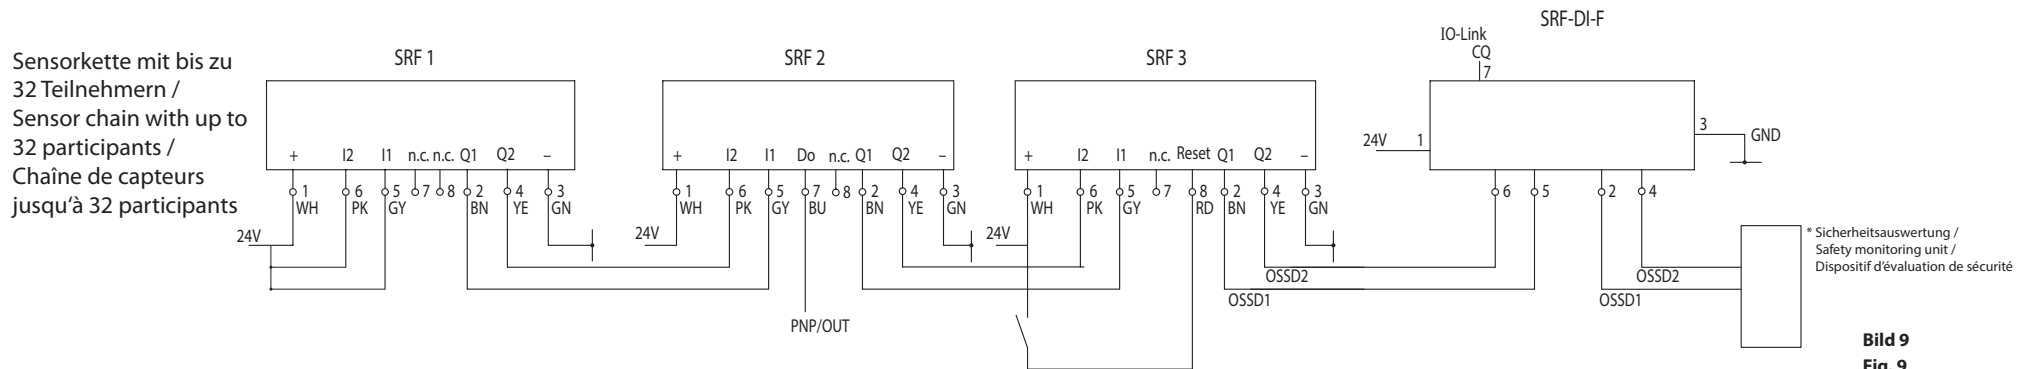 SRF-DI-F
Sensorkette mit bis zu
32 Teilnehmern /
Sensor chain with up to
32 participants /
Chaîne de capteurs
jusqu‘à 32 participants
SRF 1
SRF 2
SRF 3
IO-Link
CQ
7
+ I2 I1 n.c. n.c. Q1 Q2 –
1 6 5 7 8 2 4 3
WH PK GY BN YE GN
24V
+ I2 I1 Do n.c. Q1 Q2 –
1 6 5 7 8 2 4 3
WH PK GY BU BN YE GN
24V
PNP/OUT
+ I2 I1 n.c. Reset Q1 Q2 –
1 6 5 7 8 2 4 3
WH PK GY RD BN YE GN
24V
OSSD2
OSSD1
24V 1
3 GND
6 5 2 4
OSSD2
OSSD1
* Sicherheitsauswertung /
Safety monitoring unit /
Dispositif d‘évaluation de sécurité
Bild 9
Fig. 9